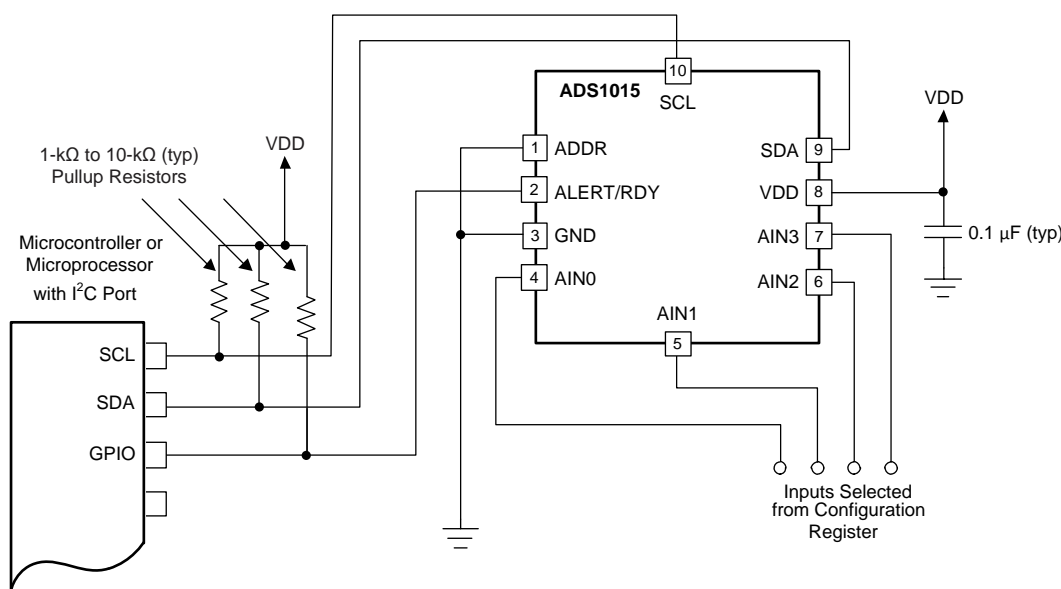 1-kΩ to 10-kΩ (typ)
Pullup Resistors
VDD
Microcontroller or
Microprocessor
with I²C Port
SCL
SDA
GPIO
10
ADS1015
SCL
1 ADDR
2 ALERT/RDY
3 GND
4 AIN0
AIN1
5
SDA 9
VDD 8
AIN3 7
AIN2 6
VDD
0.1 μF (typ)
Inputs Selected
from Configuration
Register